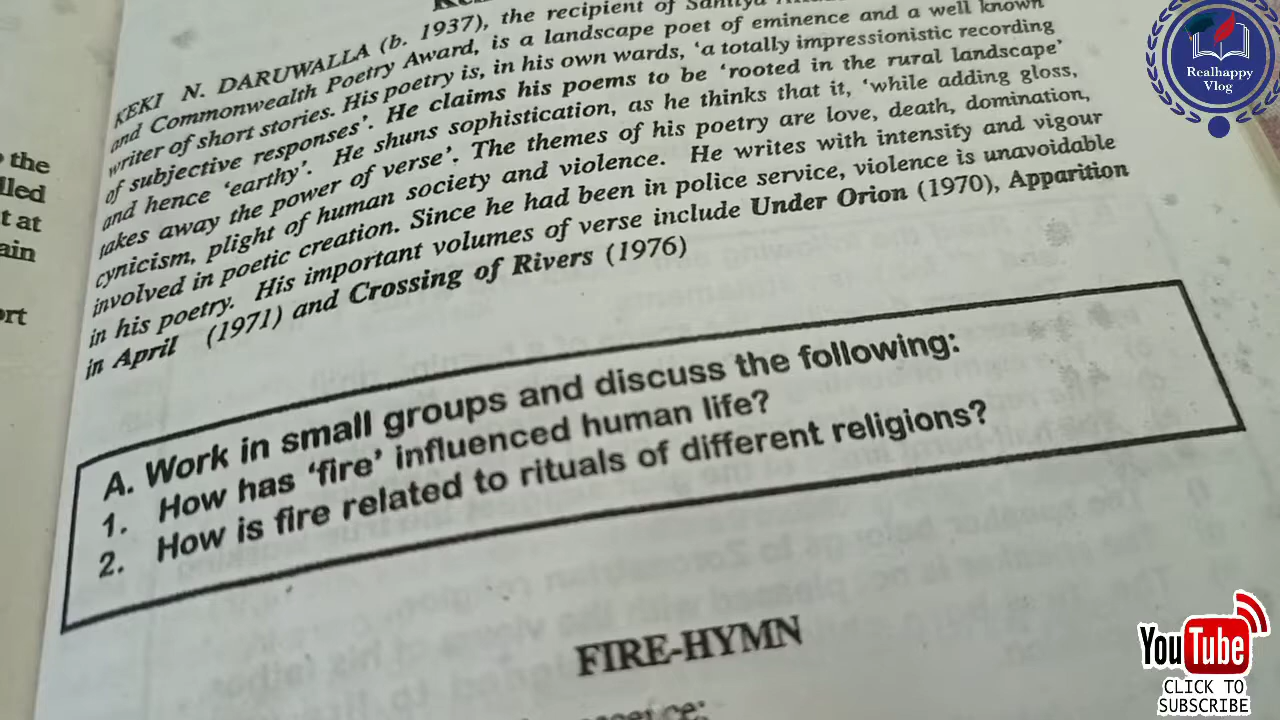 KEKI N. DARUWALLA (b. 1937), the recipient of
and Commonwealth Poetry Award, is a landscape poet of eminence and a well known
writer of short stories. His poetry is, in his own wards, ‘a totally impressionistic recording
of subjective responses’. He claims his poems to be ‘rooted in the rural landscape’
and hence ‘earthy’. He shuns sophistication, as he thinks that it, ‘while adding gloss,
takes away the power of verse’. The themes of his poetry are love, death, domination,
cynicism, plight of human society and violence. He writes with intensity and vigour
involved in poetic creation. Since he had been in police service, violence is unavoidable
in his poetry. His important volumes of verse include Under Orion (1970), Apparition
in April (1971) and Crossing of Rivers (1976)
A. Work in small groups and discuss the following:
1. How has ‘fire’ influenced human life?
2. How is fire related to rituals of different religions?
FIRE-HYMN
the
lled
t at
ain
ort
Realhappy
Vlog
YouTube
CLICK TO
SUBSCRIBE